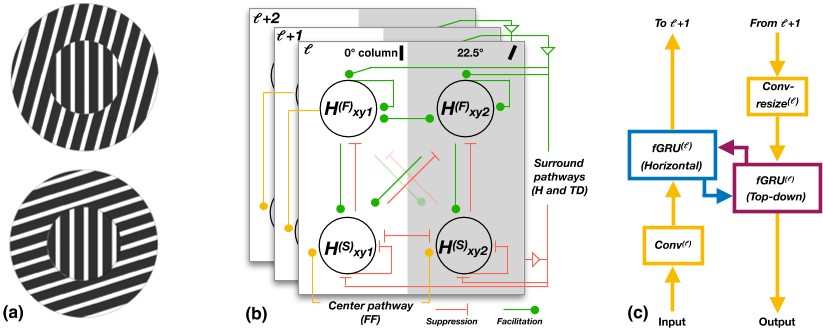 (a)
ℓ+2
ℓ+1
ℓ
0° column
22.5°
H(F)xy1
H(F)xy2
H(S)xy1
H(S)xy2
Surround
pathways
(H and TD)
Center pathway
(FF)
Suppression
Facilitation
(b)
To ℓ+1
From ℓ+1
Conv-
resize(ℓ)
fGRU(ℓ)
(Horizontal)
fGRU(ℓ)
(Top-down)
Conv(ℓ)
Input
Output
(c)